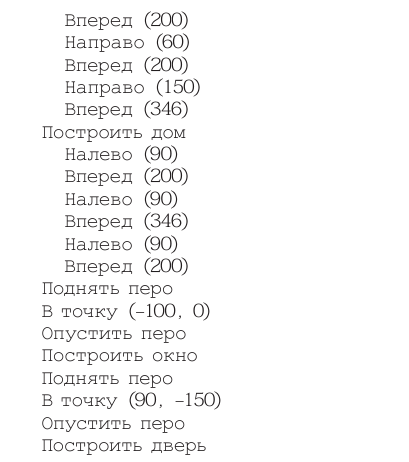 Вперед (200)
Направо (60)
Вперед (200)
Направо (150)
Вперед (346)
Построить дом
Налево (90)
Вперед (200)
Налево (90)
Вперед (346)
Налево (90)
Вперед (200)
Поднять перо
В точку (–100, 0)
Опустить перо
Построить окно
Поднять перо
В точку (90, –150)
Опустить перо
Построить дверь